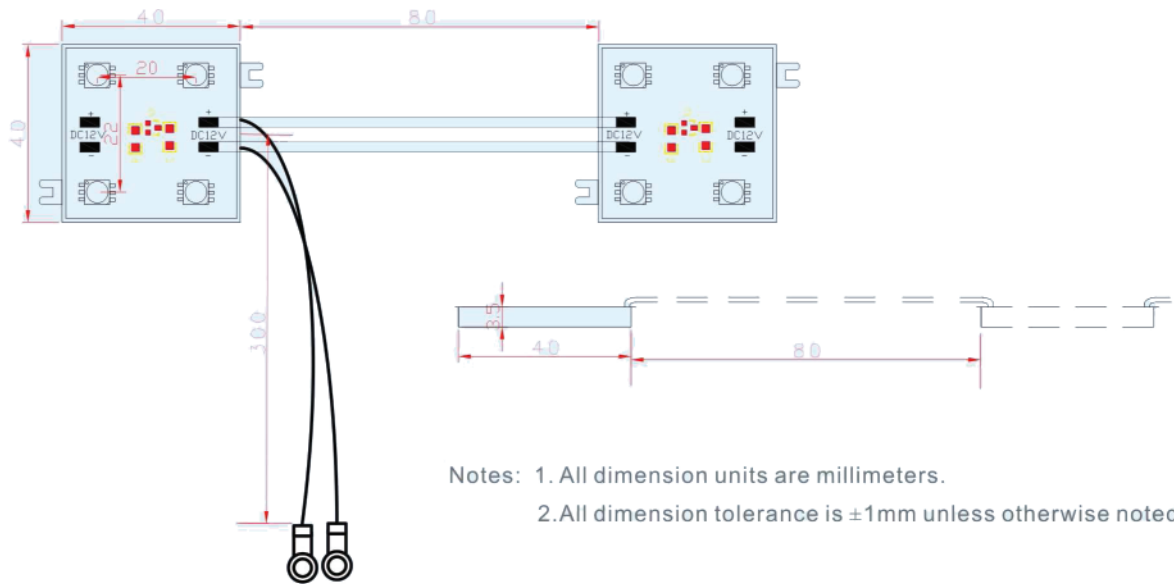 40
80
40
20
22
+
DC12V
−
+
DC12V
−
+
DC12V
−
+
DC12V
−
300
3.5
40
80
Notes: 1. All dimension units are millimeters.
2.All dimension tolerance is ±1mm unless otherwise noted